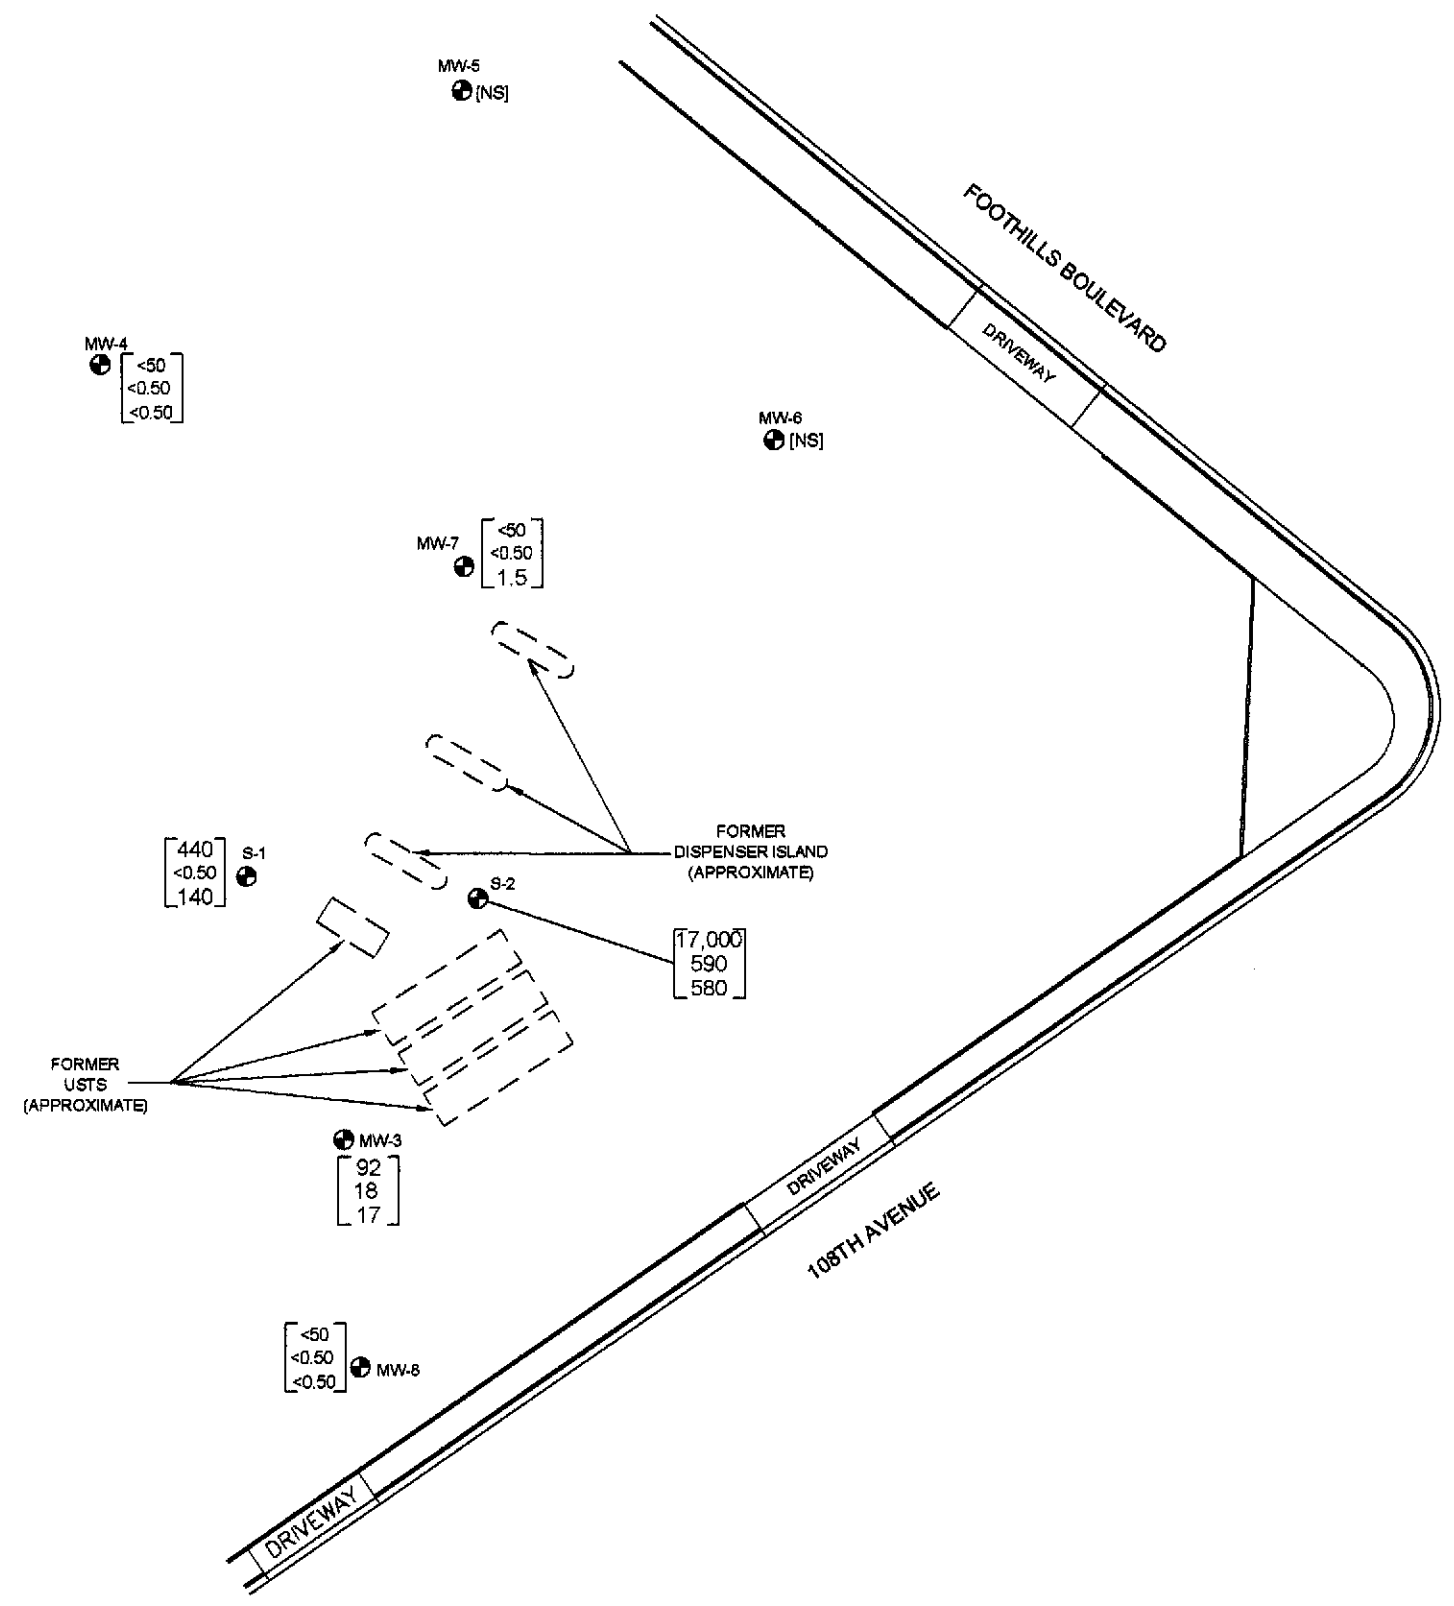 MW-5
[NS]
FOOTHILLS BOULEVARD
DRIVEWAY
MW-4
<50
<0.50
<0.50
MW-6
[NS]
MW-7
<50
<0.50
1.5
FORMER
DISPENSER ISLAND
(APPROXIMATE)
440
<0.50
140
S-1
S-2
17,000
590
580
FORMER
USTS
(APPROXIMATE)
MW-3
92
18
17
DRIVEWAY
108TH AVENUE
<50
<0.50
<0.50
MW-8
DRIVEWAY